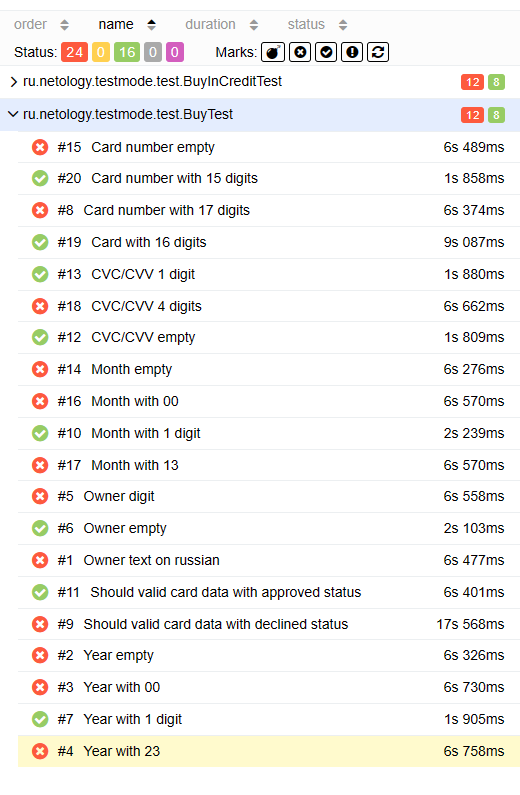 order name duration status
Status: 24 0 16 0 0 Marks:
ru.netology.testmode.test.BuyInCreditTest 12 8
ru.netology.testmode.test.BuyTest 12 8
#15 Card number empty 6s 489ms
#20 Card number with 15 digits 1s 858ms
#8 Card number with 17 digits 6s 374ms
#19 Card with 16 digits 9s 087ms
#13 CVC/CVV 1 digit 1s 880ms
#18 CVC/CVV 4 digits 6s 662ms
#12 CVC/CVV empty 1s 809ms
#14 Month empty 6s 276ms
#16 Month with 00 6s 570ms
#10 Month with 1 digit 2s 239ms
#17 Month with 13 6s 570ms
#5 Owner digit 6s 558ms
#6 Owner empty 2s 103ms
#1 Owner text on russian 6s 477ms
#11 Should valid card data with approved status 6s 401ms
#9 Should valid card data with declined status 17s 568ms
#2 Year empty 6s 326ms
#3 Year with 00 6s 730ms
#7 Year with 1 digit 1s 905ms
#4 Year with 23 6s 758ms